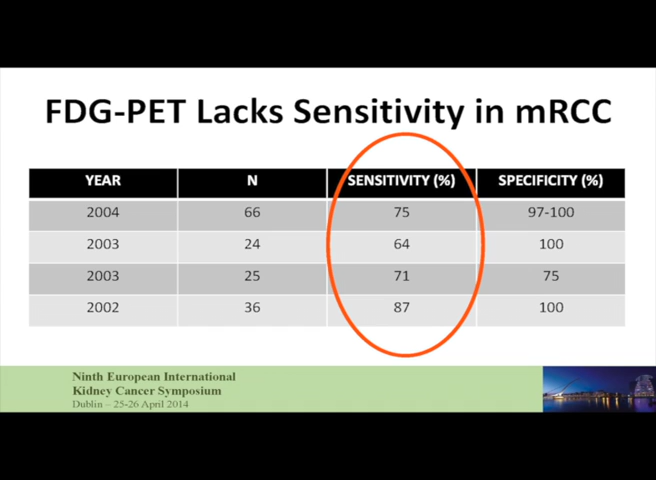 FDG-PET Lacks Sensitivity in mRCC
YEAR N SENSITIVITY (%) SPECIFICITY (%)
2004 66 75 97-100
2003 24 64 100
2003 25 71 75
2002 36 87 100
Ninth European International
Kidney Cancer Symposium
Dublin – 25-26 April 2014